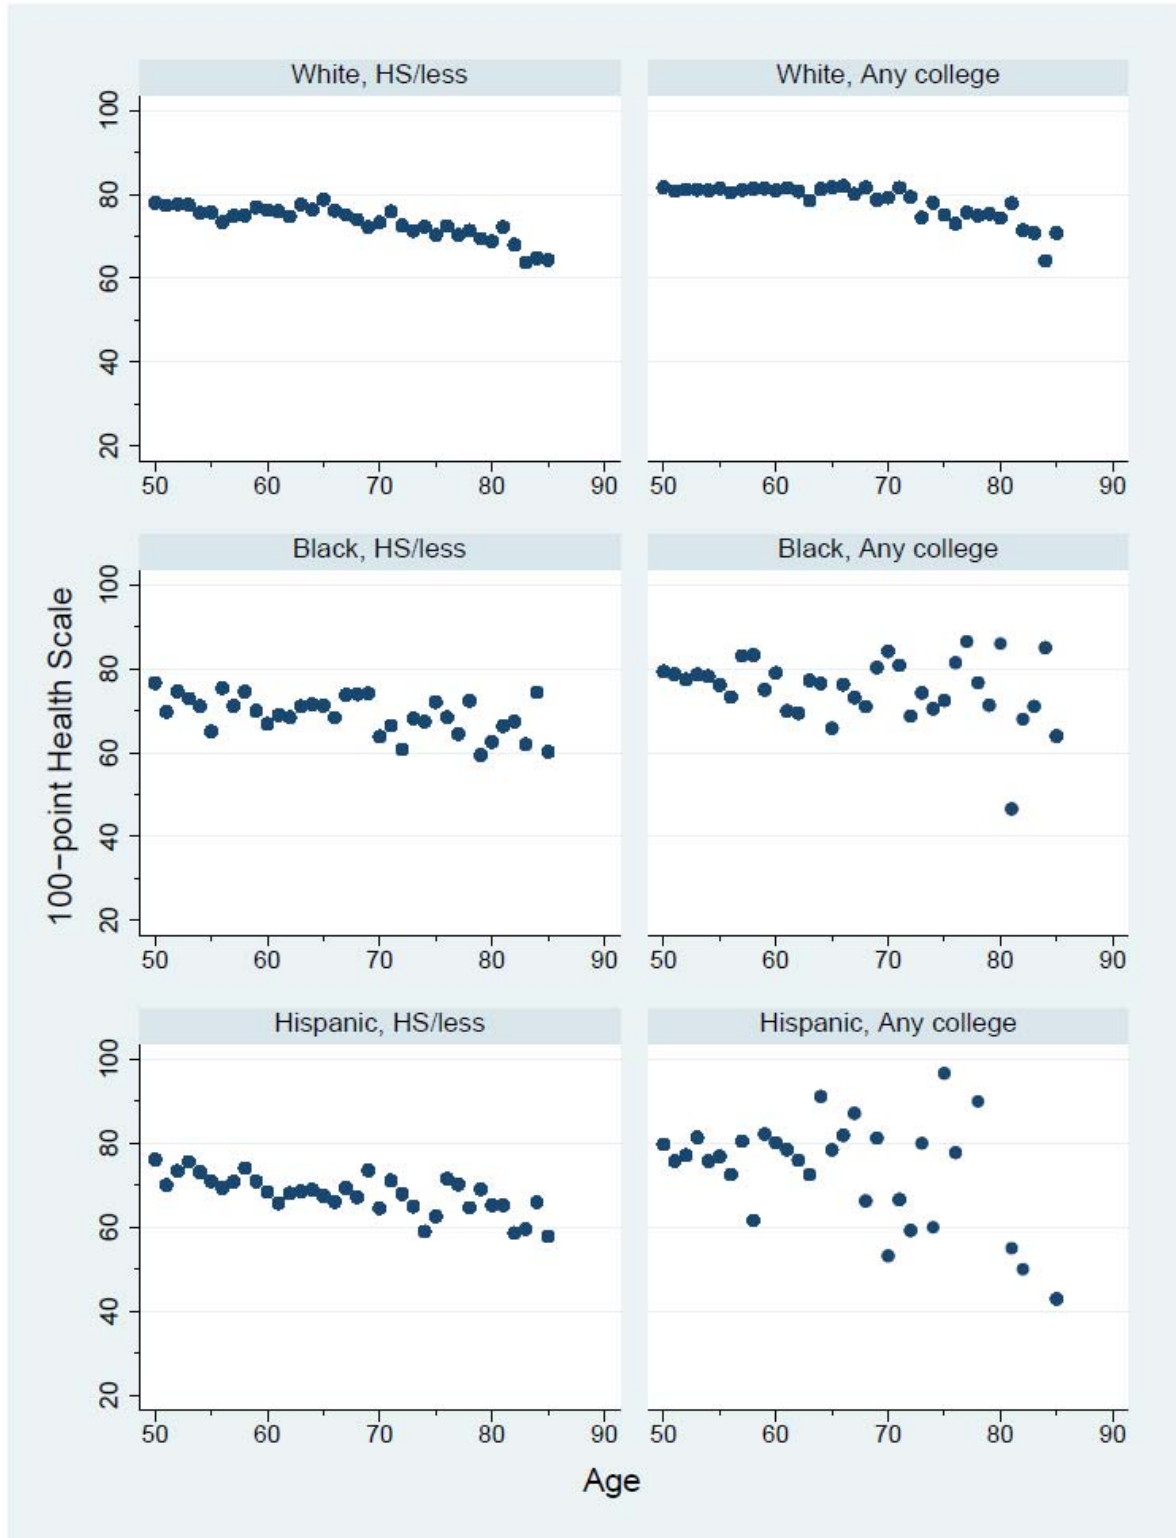 White, HS/less
White, Any college
100
80
60
40
20
50 60 70 80 90
50 60 70 80 90
Black, HS/less
Black, Any college
100
80
60
40
20
50 60 70 80 90
50 60 70 80 90
Hispanic, HS/less
Hispanic, Any college
100
80
60
40
20
50 60 70 80 90
50 60 70 80 90
100−point Health Scale
Age